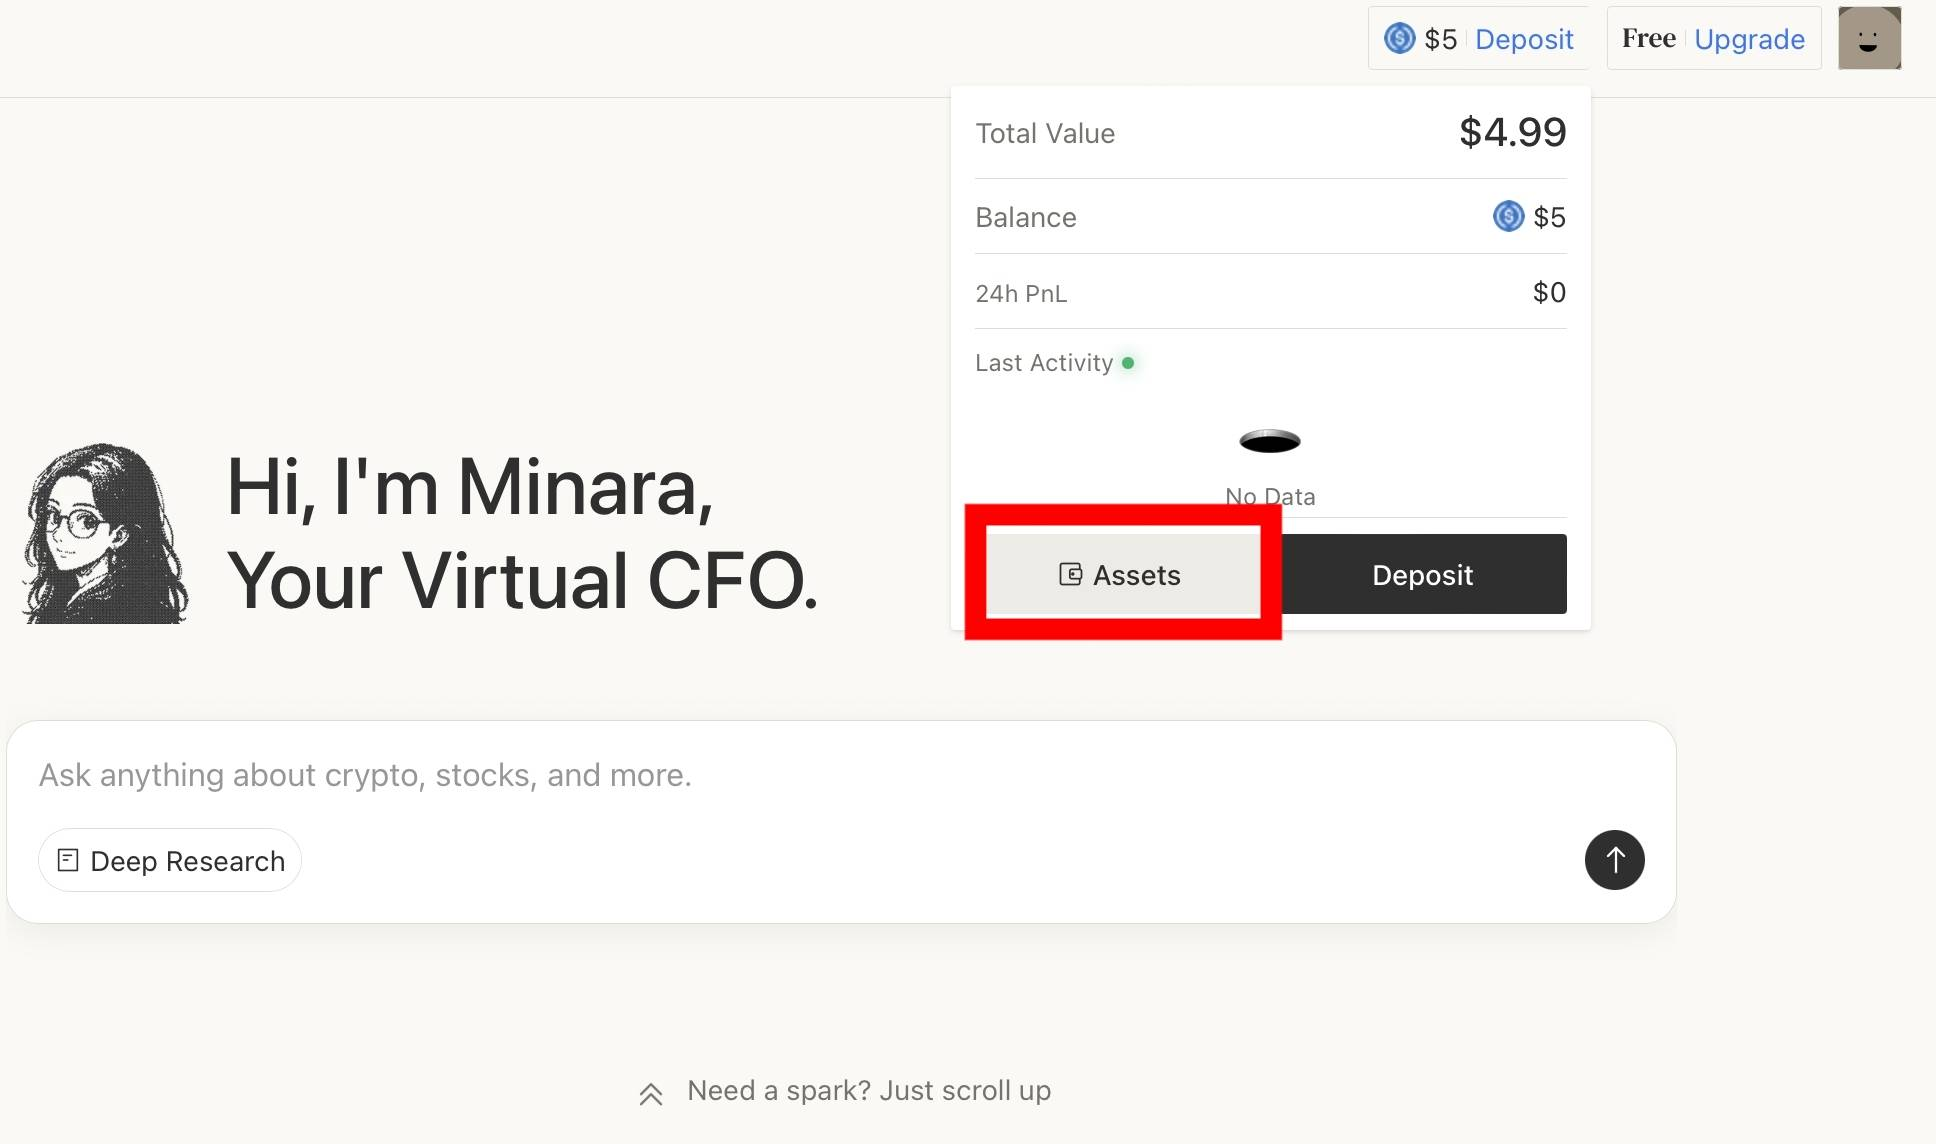 $5 Deposit
Free Upgrade
Total Value $4.99
Balance $5
24h PnL $0
Last Activity
No Data
Assets
Deposit
Hi, I'm Minara,
Your Virtual CFO.
Ask anything about crypto, stocks, and more.
Deep Research
Need a spark? Just scroll up